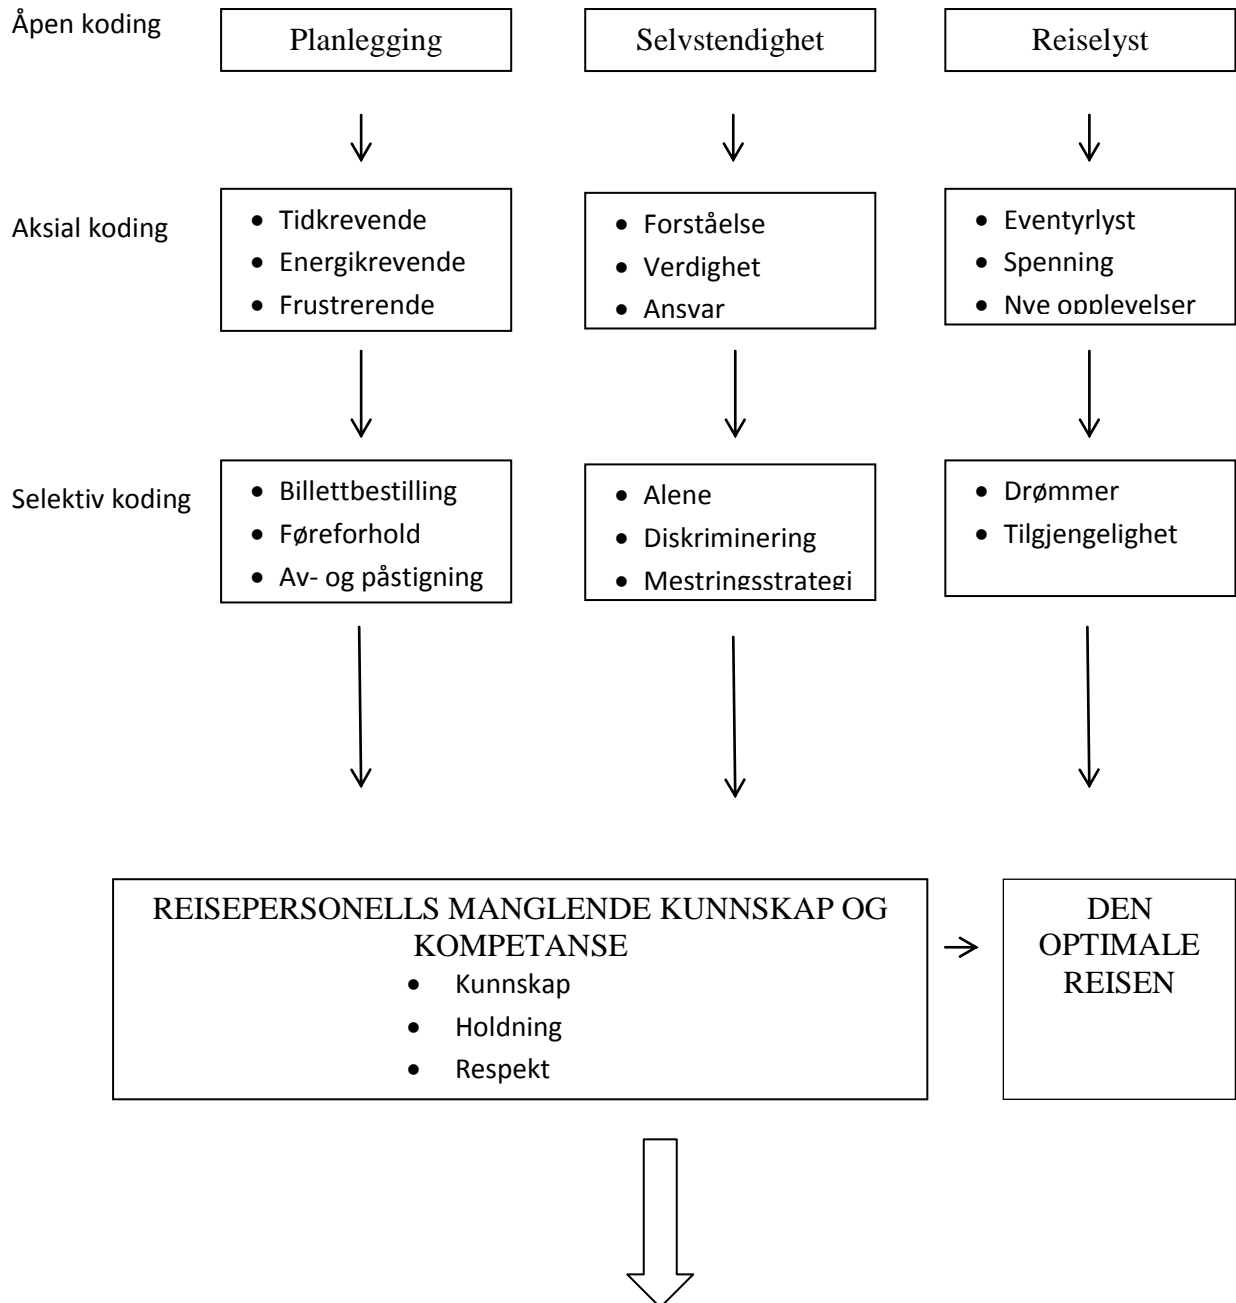 Åpen koding
Planlegging
Selvstendighet
Reiselyst
Aksial koding
• Tidkrevende
• Energikrevende
• Frustrerende
• Forståelse
• Verdighet
• Ansvar
• Eventyrlyst
• Spenning
• Nye opplevelser
Selektiv koding
• Billettbestilling
• Føreforhold
• Av- og påstigning
• Alene
• Diskriminering
• Mestringsstrategi
• Drømmer
• Tilgjengelighet
REISEPERSONELLS MANGLENDE KUNNSKAP OG
KOMPETANSE
• Kunnskap
• Holdning
• Respekt
DEN
OPTIMALE
REISEN